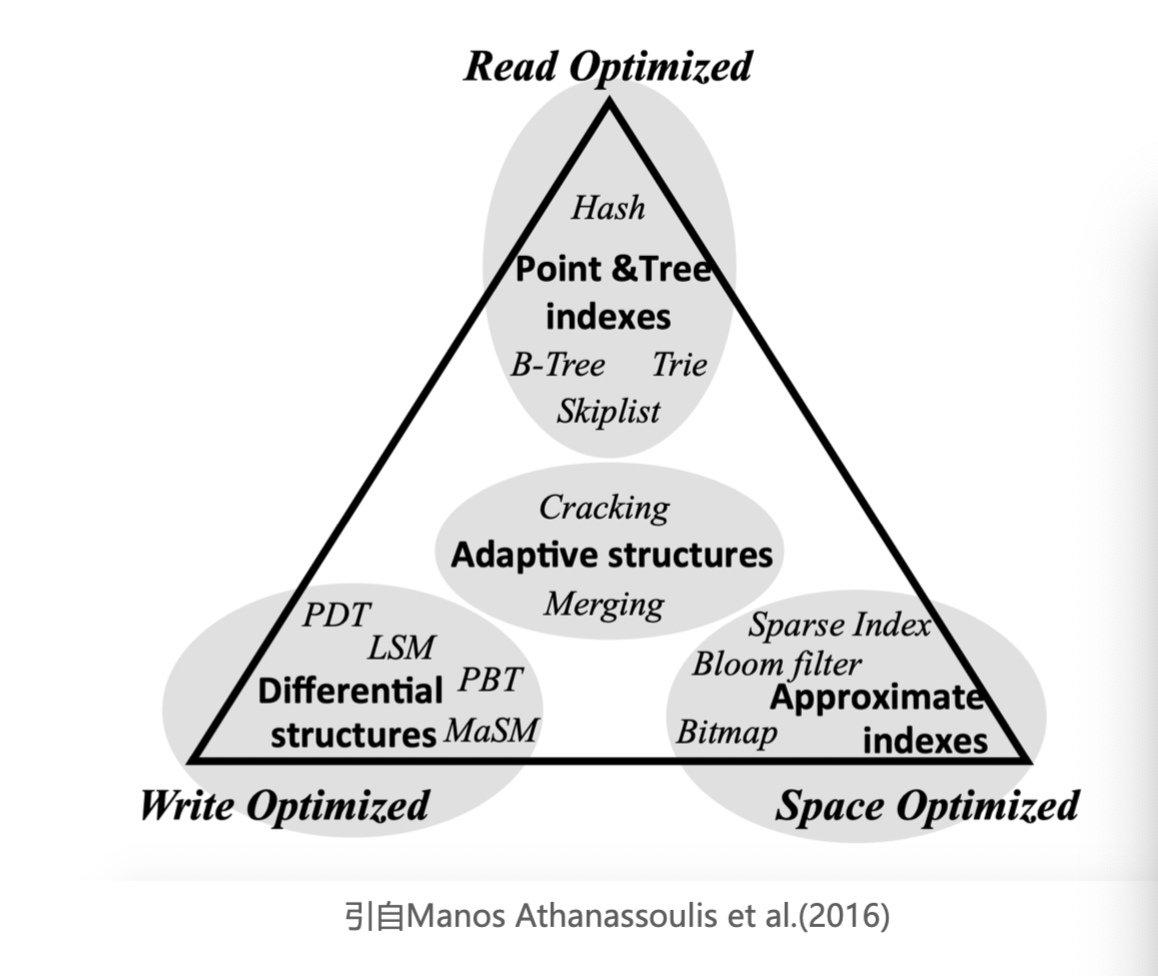 Read Optimized
Hash
Point &Tree
indexes
B-Tree Trie
Skiplist
Cracking
Adaptive structures
Merging
PDT
LSM
PBT
Differential
structures MaSM
Sparse Index
Bloom filter
Approximate
Bitmap indexes
Write Optimized
Space Optimized
引自Manos Athanassoulis et al.(2016)